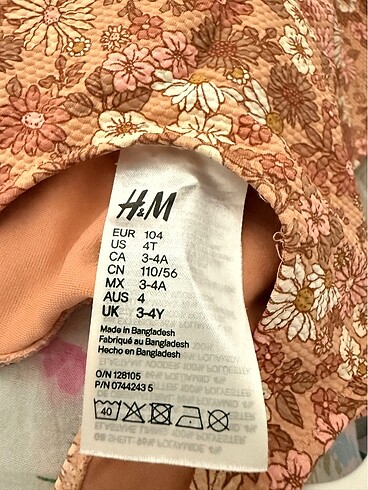 H&M
EUR 104
US 4T
CA 3-4A
CN 110/56
MX 3-4A
AUS 4
UK 3-4Y
Made in Bangladesh
Fabriqué au Bangladesh
Hecho en Bangladesh
O/N 128105
P/N 0744243 5
40